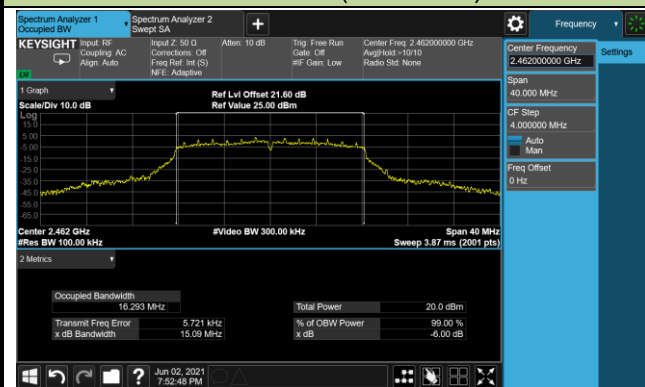 Spectrum Analyzer 1
Occupied BW
Spectrum Analyzer 2
Swept SA
+
Frequency
KEYSIGHT
Input: RF
Coupling: AC
Align: Auto
Input Z: 50 Ω
Corrections: Off
Freq Ref: Int (S)
NFE: Adaptive
Atten: 10 dB
Trig: Free Run
Gate: Off
#IF Gain: Low
Center Freq: 2.462000000 GHz
Avg|Hold:>10/10
Radio Std: None
LM
Center Frequency
2.462000000 GHz
Settings
Span
40.000 MHz
CF Step
4.000000 MHz
Auto
Man
Freq Offset
0 Hz
1 Graph
Scale/Div 10.0 dB
Ref Lvl Offset 21.60 dB
Ref Value 25.00 dBm
Log
15.0
5.00
-5.00
-15.0
-25.0
-35.0
-45.0
-55.0
-65.0
Center 2.462 GHz
#Res BW 100.00 kHz
#Video BW 300.00 kHz
Span 40 MHz
Sweep 3.87 ms (2001 pts)
2 Metrics
Occupied Bandwidth
16.293 MHz
Total Power 20.0 dBm
Transmit Freq Error 5.721 kHz
% of OBW Power 99.00 %
x dB Bandwidth 15.09 MHz
x dB -6.00 dB
?
Jun 02, 2021
7:52:48 PM